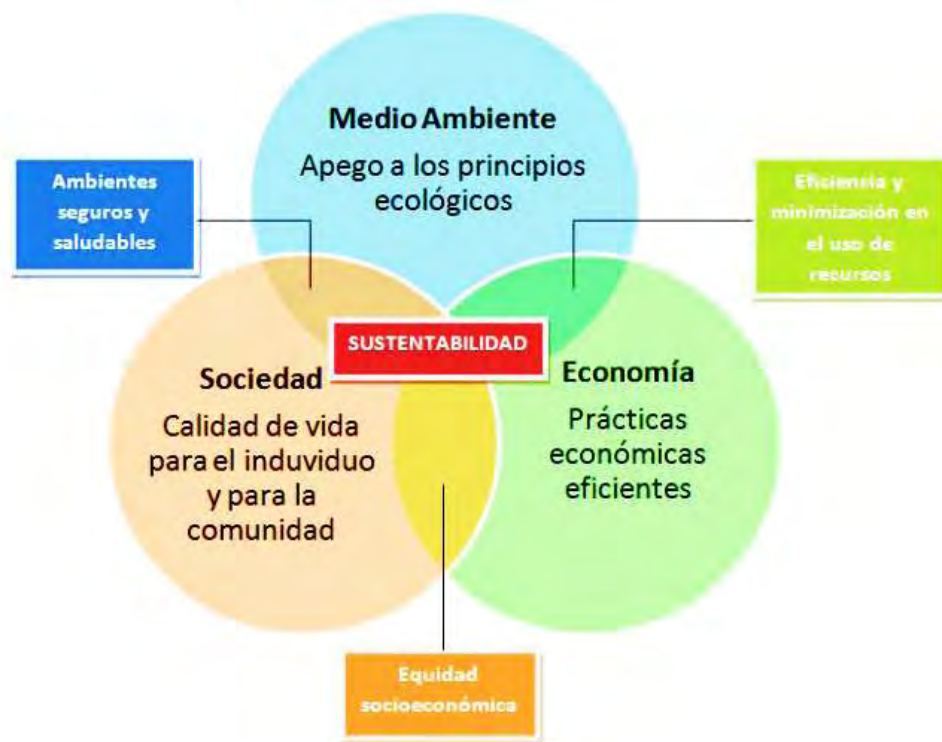 Medio Ambiente
Apego a los principios
ecológicos
Ambientes
seguros y
saludables
Eficiencia y
minimización en
el uso de
recursos
SUSTENTABILIDAD
Sociedad
Calidad de vida
para el induviduo
y para la
comunidad
Economía
Prácticas
económicas
eficientes
Equidad
socioeconómica